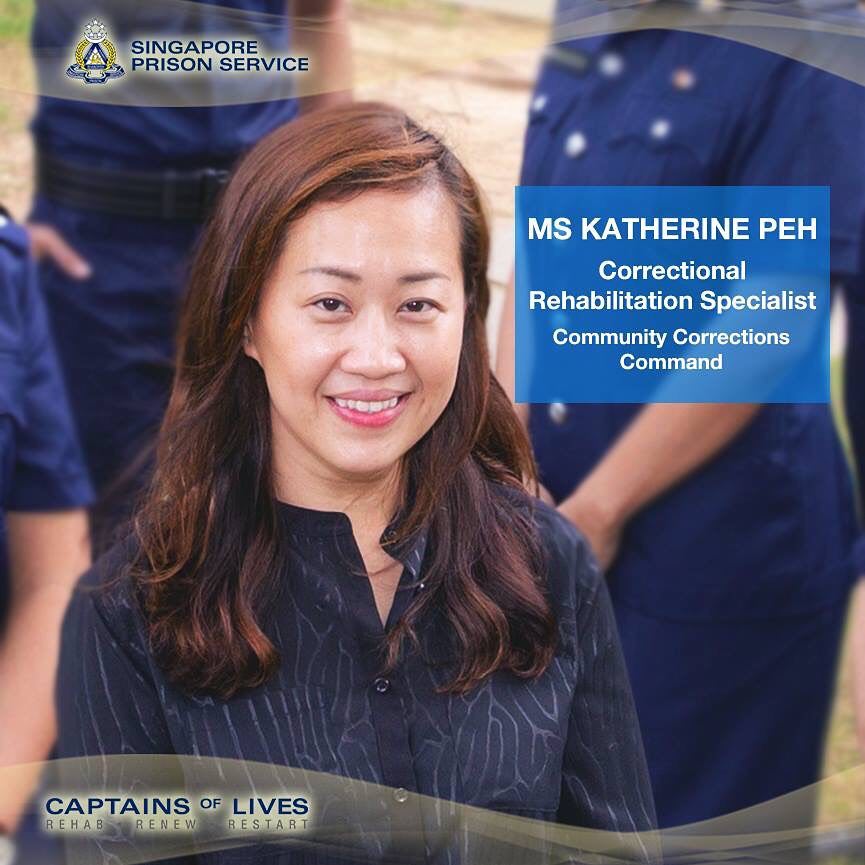 SINGAPORE
PRISON SERVICE
MS KATHERINE PEH
Correctional
Rehabilitation Specialist
Community Corrections
Command
CAPTAINS OF LIVES
REHAB · RENEW · RESTART